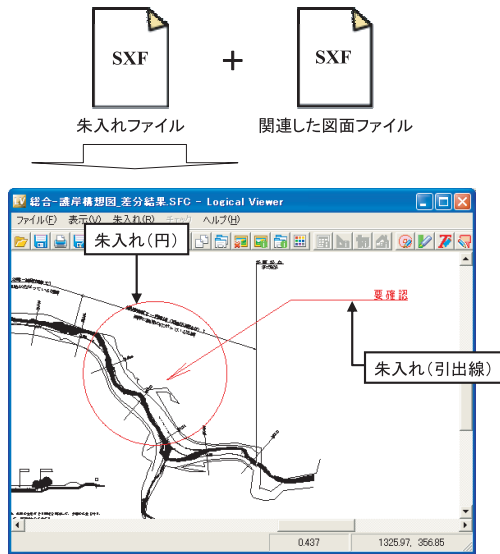 SXF
+
SXF
朱入れファイル
関連した図面ファイル
総合-護岸構想図_差分結果.SFC - Logical Viewer
ファイル(F) 表示(V) 朱入れ(R) チェック ヘルプ(H)
朱入れ(円)
要確認
朱入れ(引出線)
0.437
1325.97, 356.85